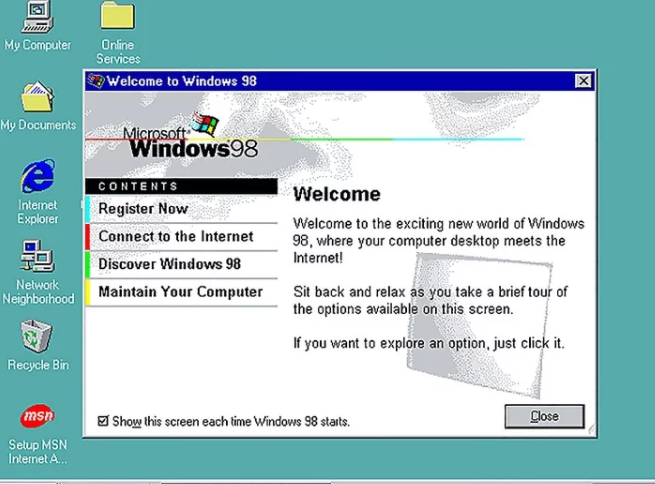 My Computer
Online
Services
My Documents
Internet
Explorer
Network
Neighborhood
Recycle Bin
msn
Setup MSN
Internet A...
Welcome to Windows 98
Microsoft
Windows98
CONTENTS
Register Now
Connect to the Internet
Discover Windows 98
Maintain Your Computer
Welcome
Welcome to the exciting new world of Windows
98, where your computer desktop meets the
Internet!
Sit back and relax as you take a brief tour of
the options available on this screen.
If you want to explore an option, just click it.
Show this screen each time Windows 98 starts.
Close